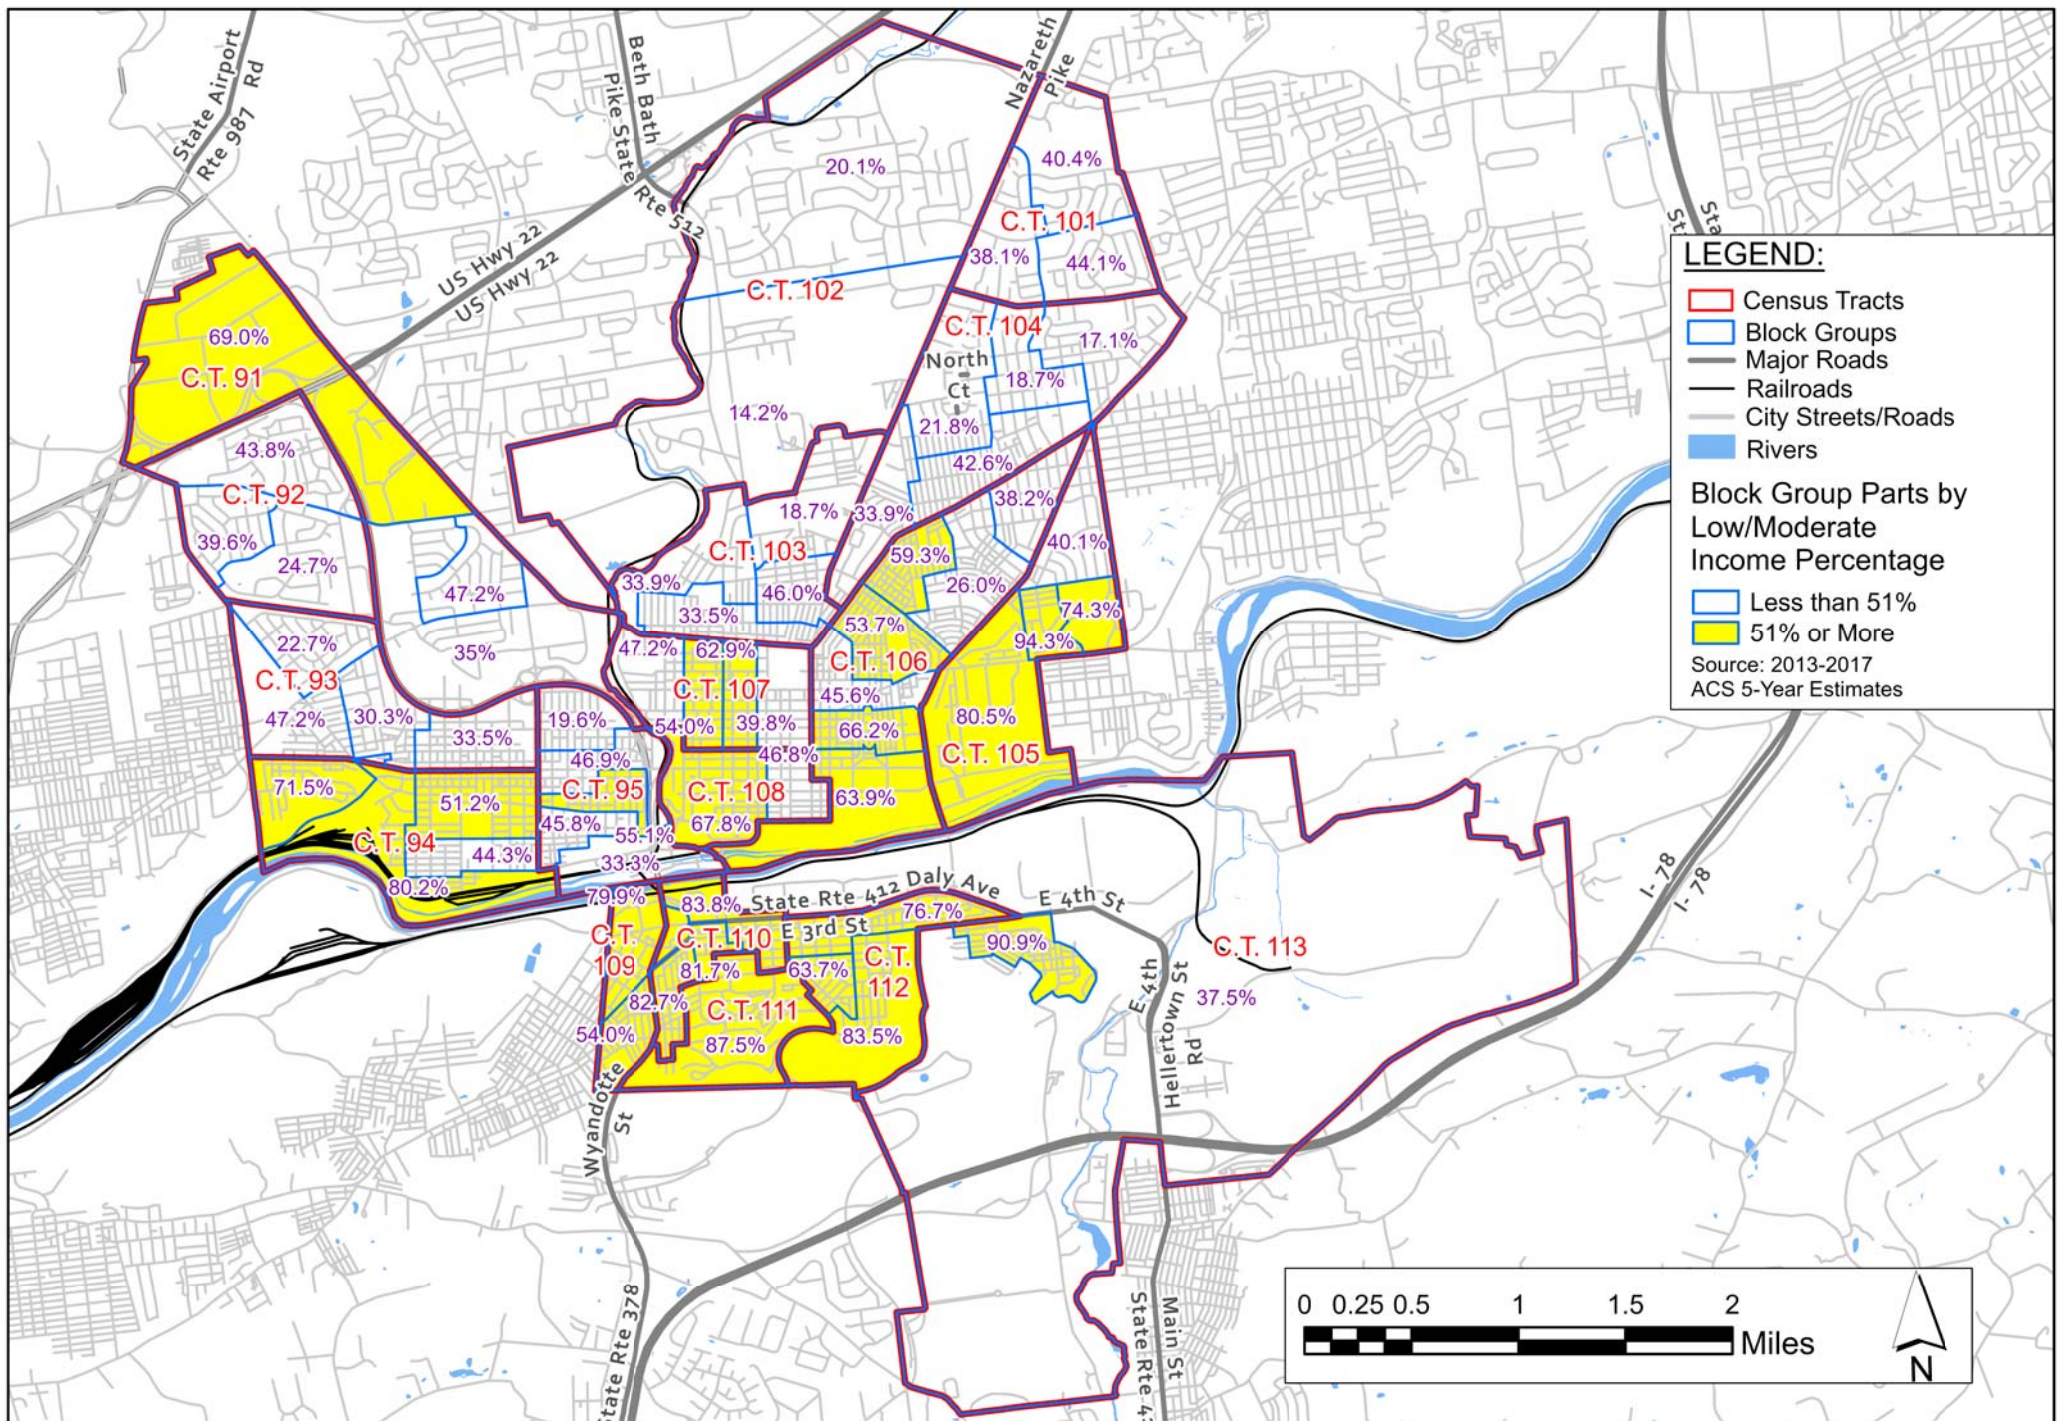 State Airport
Rte 987 Rd
Beth Bath
Pike State Rte 512
Nazareth
Pike
US Hwy 22
US Hwy 22
20.1%
40.4%
C.T. 101
38.1%
44.1%
C.T. 102
C.T. 104
17.1%
North
Ct
18.7%
14.2%
21.8%
42.6%
69.0%
C.T. 91
43.8%
C.T. 92
39.6%
24.7%
47.2%
35%
18.7%
33.9%
38.2%
C.T. 103
59.3%
40.1%
33.9%
46.0%
26.0%
33.5%
53.7%
74.3%
94.3%
22.7%
C.T. 93
47.2%
30.3%
33.5%
47.2%
62.9%
C.T. 106
C.T. 107
45.6%
19.6%
54.0%
39.8%
66.2%
80.5%
C.T. 105
46.9%
46.8%
71.5%
51.2%
C.T. 95
C.T. 108
63.9%
45.8%
55.1%
67.8%
C.T. 94
44.3%
33.3%
80.2%
79.9%
83.8%
State Rte 412 Daly Ave
76.7%
E 4th St
E 3rd St
C.T.
109
C.T. 110
81.7%
63.7%
C.T.
112
90.9%
C.T. 113
37.5%
82.7%
C.T. 111
54.0%
87.5%
83.5%
E 4th
Hellertown St
Rd
Wyandotte
St
I-78
I-78
State Rte 378
Main St
State Rte 4
Sta
St
LEGEND:
Census Tracts
Block Groups
Major Roads
Railroads
City Streets/Roads
Rivers
Block Group Parts by
Low/Moderate
Income Percentage
Less than 51%
51% or More
Source: 2013-2017
ACS 5-Year Estimates
0 0.25 0.5 1 1.5 2
Miles
N